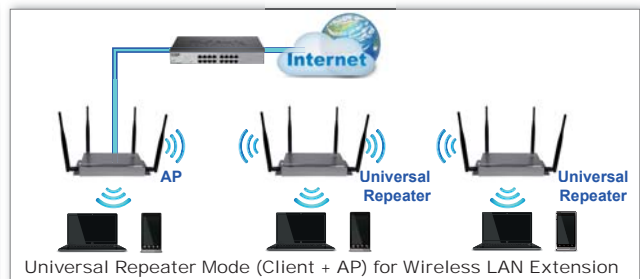 Internet
AP
Universal
Repeater
Universal
Repeater
Universal Repeater Mode (Client + AP) for Wireless LAN Extension